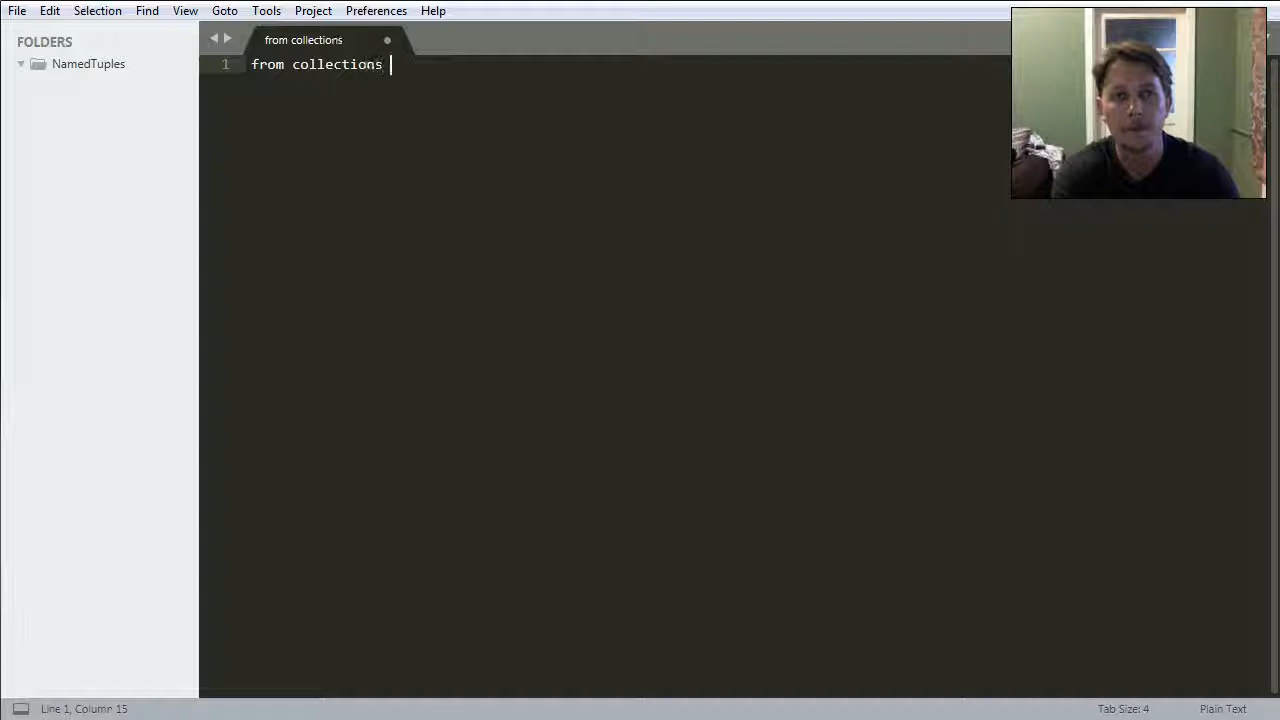 File Edit Selection Find View Goto Tools Project Preferences Help
FOLDERS
NamedTuples
from collections
1 from collections
Line 1, Column 15
Tab Size: 4
Plain Text